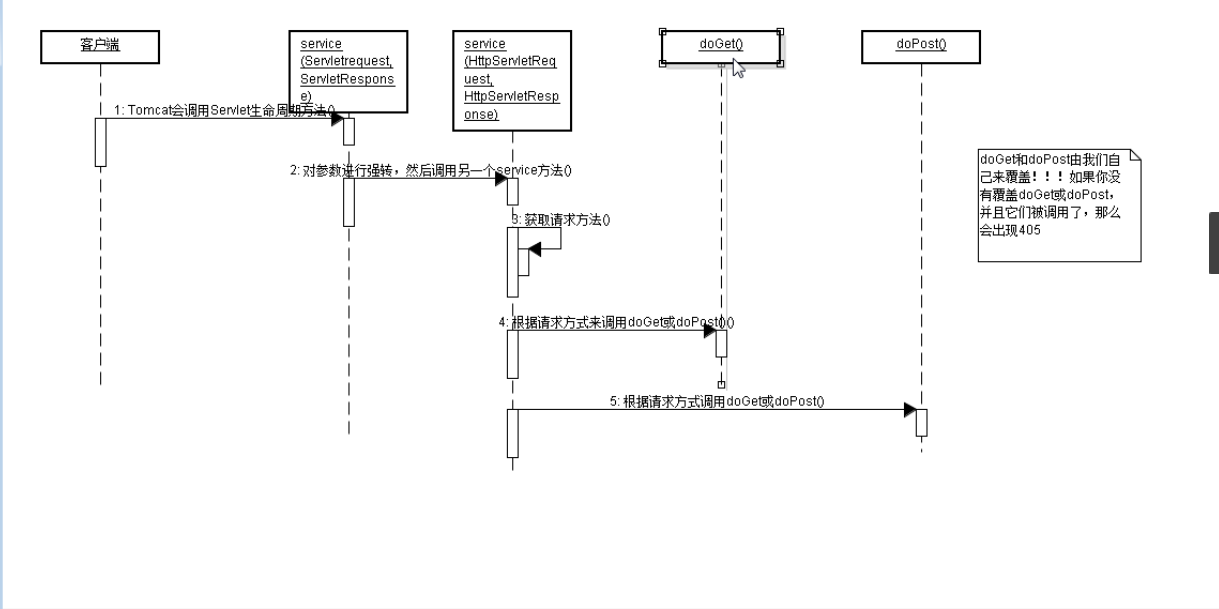 客户端
service
(Servletrequest,
ServletRespons
e)
service
(HttpServletReq
uest,
HttpServletResp
onse)
doGet()
doPost()
1: Tomcat会调用Servlet生命周期方法()
2: 对参数进行强转，然后调用另一个service方法()
3: 获取请求方法()
4: 根据请求方式来调用doGet或doPost()()
5: 根据请求方式调用doGet或doPost()
doGet和doPost由我们自
己来覆盖！！！如果你没
有覆盖doGet或doPost，
并且它们被调用了，那么
会出现405